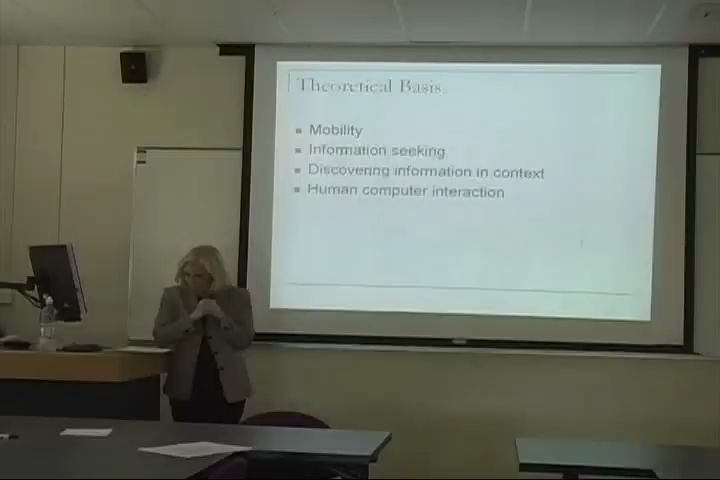 Theoretical Basis
Mobility
Information seeking
Discovering information in context
Human computer interaction